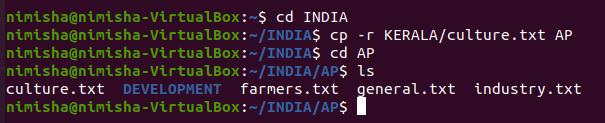 nimisha@nimisha-VirtualBox:~$ cd INDIA
nimisha@nimisha-VirtualBox:~/INDIA$ cp -r KERALA/culture.txt AP
nimisha@nimisha-VirtualBox:~/INDIA$ cd AP
nimisha@nimisha-VirtualBox:~/INDIA/AP$ ls
culture.txt  DEVELOPMENT  farmers.txt  general.txt  industry.txt
nimisha@nimisha-VirtualBox:~/INDIA/AP$